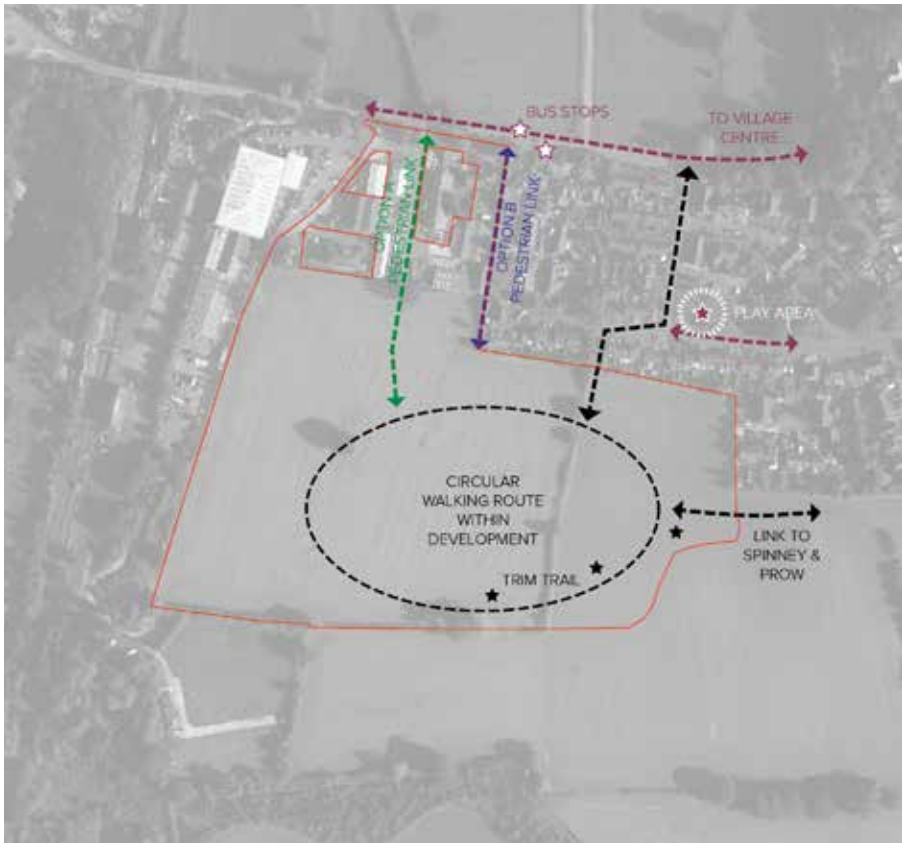 BUS STOPS
TO VILLAGE
CENTRE
OPTION A
PEDESTRIAN LINK
OPTION B
PEDESTRIAN LINK
PLAY AREA
CIRCULAR
WALKING ROUTE
WITHIN
DEVELOPMENT
TRIM TRAIL
LINK TO
SPINNEY &
PROW